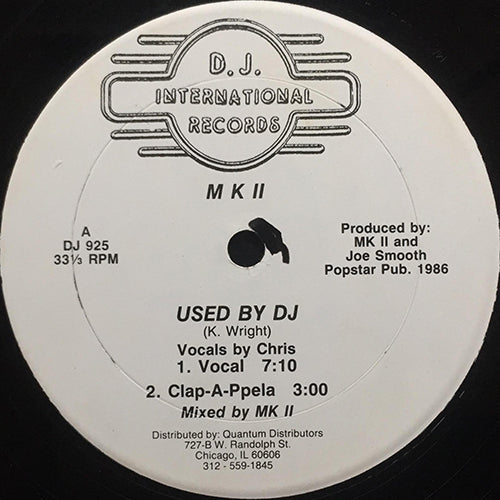 D.J.
INTERNATIONAL
RECORDS
MK II
A
DJ 925
33⅓ RPM
Produced by:
MK II and
Joe Smooth
Popstar Pub. 1986
USED BY DJ
(K. Wright)
Vocals by Chris
1. Vocal 7:10
2. Clap-A-Ppela 3:00
Mixed by MK II
Distributed by: Quantum Distributors
727-B W. Randolph St.
Chicago, IL 60606
312 - 559-1845